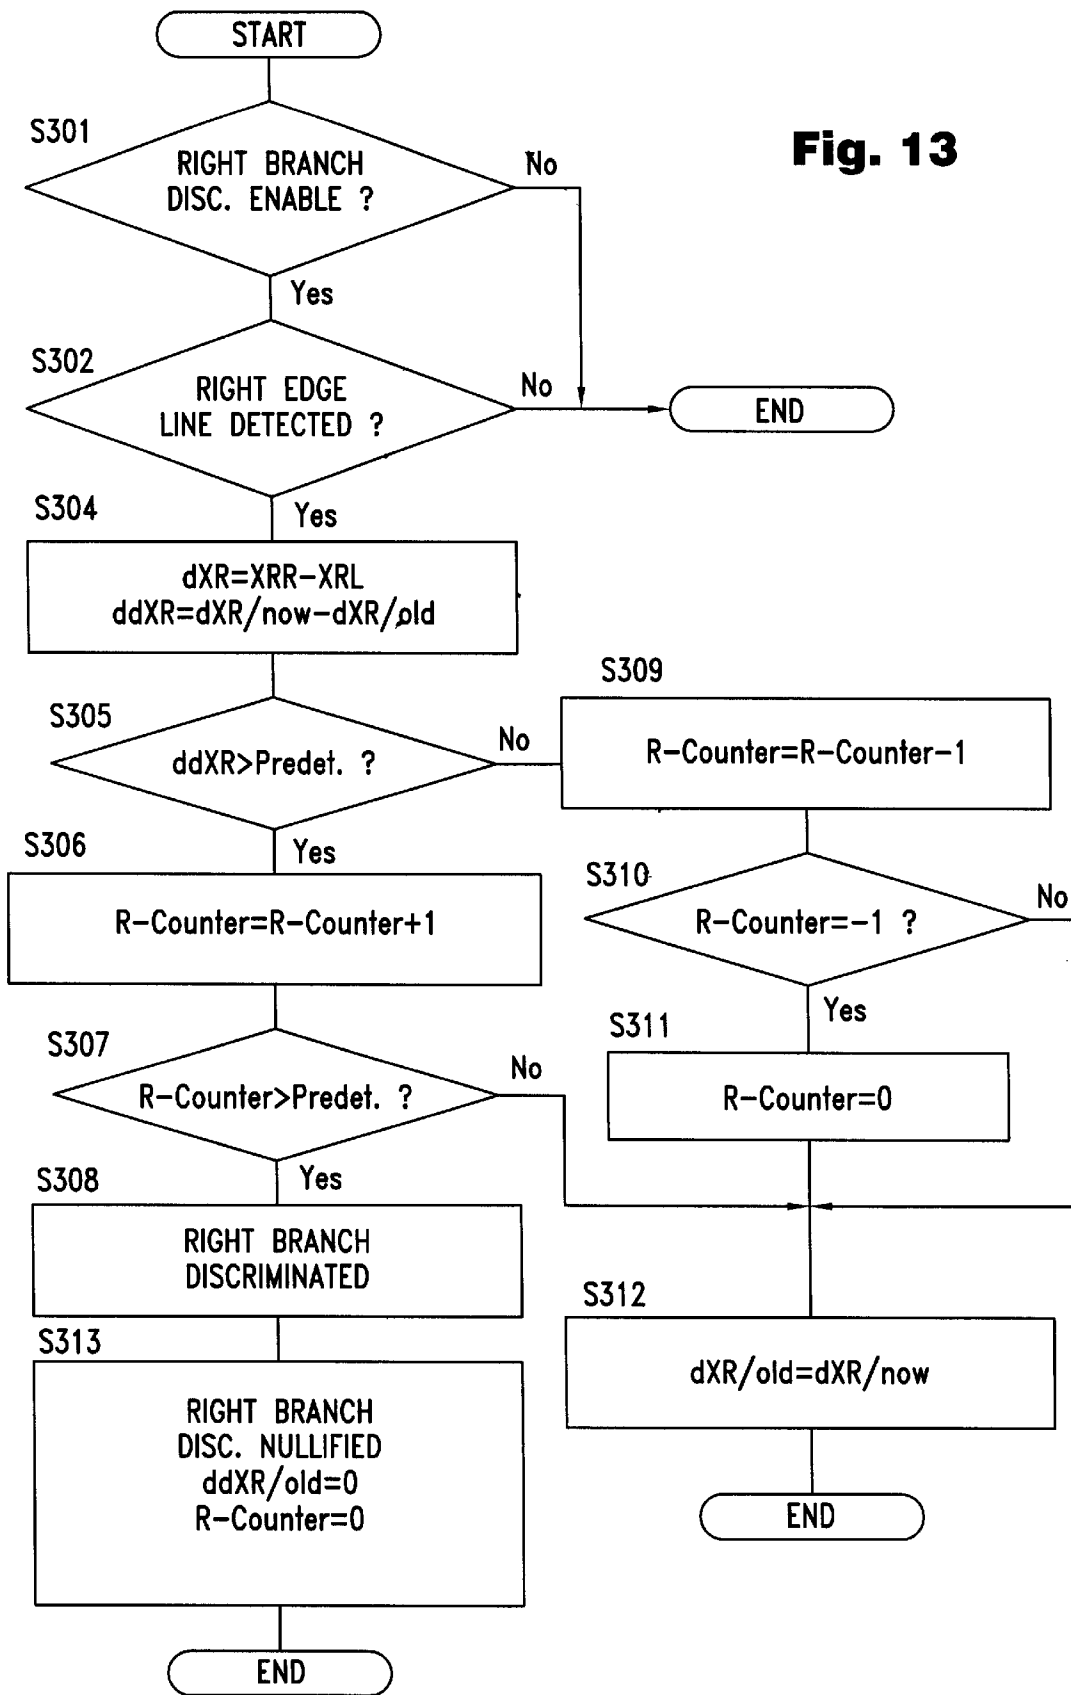 START
Fig. 13
S301
RIGHT BRANCH
DISC. ENABLE ?
No
Yes
S302
RIGHT EDGE
LINE DETECTED ?
No
END
Yes
S304
dXR=XRR-XRL
ddXR=dXR/now-dXR/old
S305
ddXR>Predet. ?
No
S309
R-Counter=R-Counter-1
Yes
S306
R-Counter=R-Counter+1
S310
R-Counter=-1 ?
No
Yes
S307
R-Counter>Predet. ?
No
S311
R-Counter=0
Yes
S308
RIGHT BRANCH
DISCRIMINATED
S312
dXR/old=dXR/now
S313
RIGHT BRANCH
DISC. NULLIFIED
ddXR/old=0
R-Counter=0
END
END